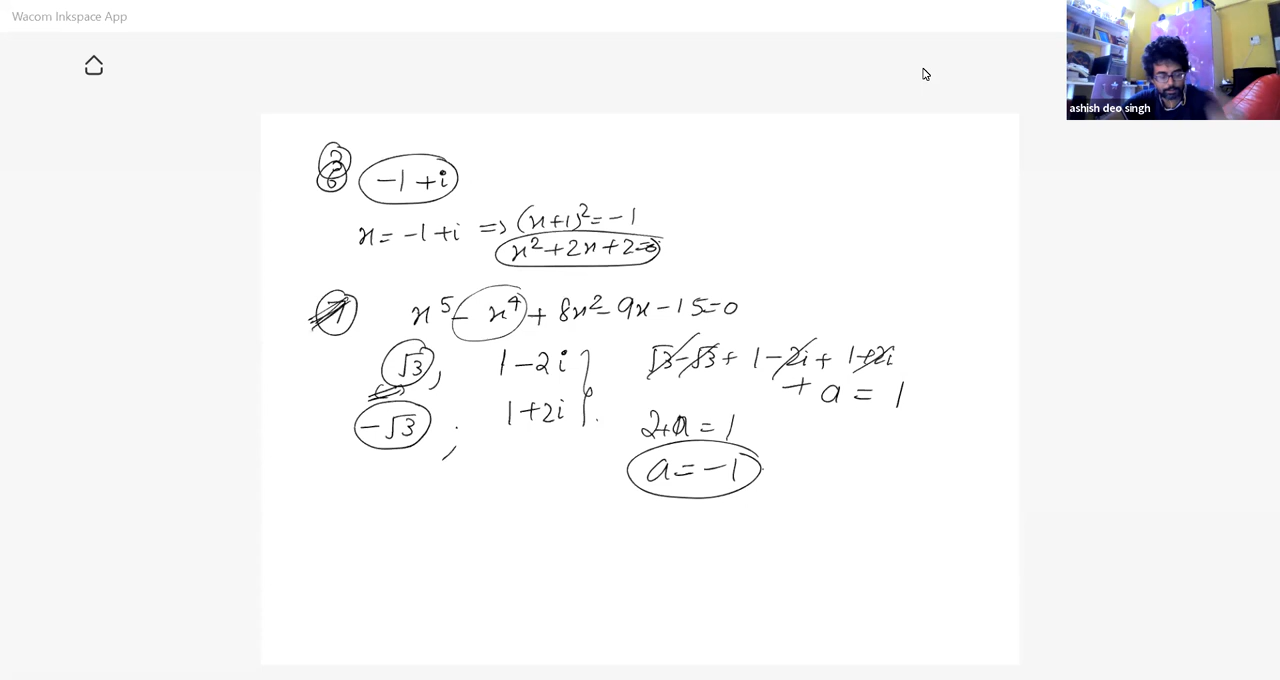 Wacom Inkspace App
ashish deo singh
-1 +i
x = -1 + i => (x+1)² = -1
x² + 2x + 2 = 0
7 x⁵ - x⁴ + 8x² - 9x - 15 = 0
√3, 1 - 2i √3 - √3 + 1 - 2i + 1 + 2i
+ a = 1
-√3 ; 1 + 2i
2 + a = 1
a = -1